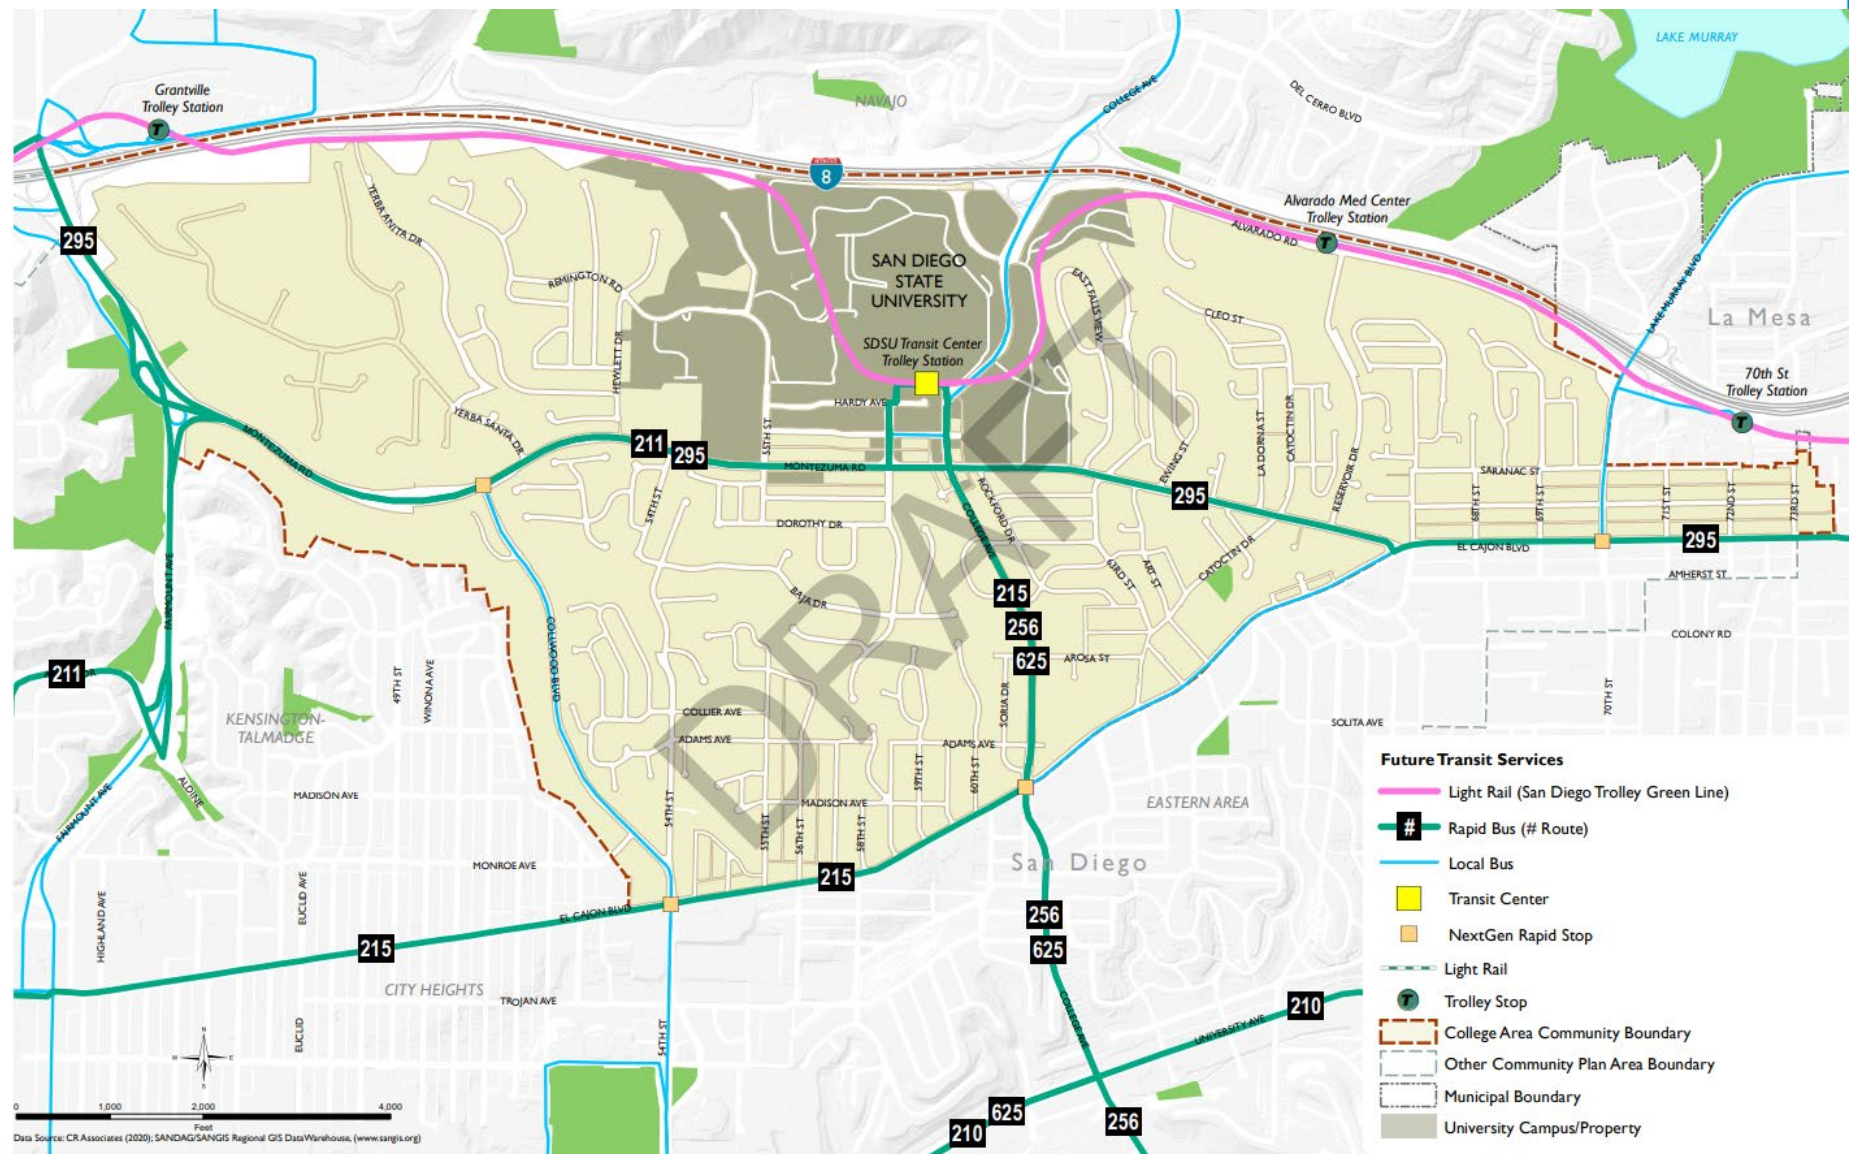 LAKE MURRAY
Grantville
Trolley Station
NAVAJO
COLLEGE AVE
DEL CERRO BLVD
INTERSTATE
8
YERBA ANITA DR
Alvarado Med Center
Trolley Station
ALVARADO RD
295
SAN DIEGO
STATE
UNIVERSITY
REMINGTON RD
EAST FALLS VIEW
CLEO ST
LAKE MURRAY BLVD
La Mesa
HEWLETT DR
SDSU Transit Center
Trolley Station
70th St
Trolley Station
HARDY AVE
YERBA SANTA DR
MONTEZUMA RD
55TH ST
211
295
MONTEZUMA RD
LA DORNA ST
CATOCTIN DR
EWING ST
RESERVOIR DR
SARANAC ST
295
54TH ST
DOROTHY DR
ROCKFORD DR
COLLEGE AVE
68TH ST
69TH ST
71ST ST
72ND ST
73RD ST
EL CAJON BLVD
295
AMHERST ST
CATOCTIN DR
63RD ST
ART ST
FAIRMOUNT AVE
BAJA DR
215
256
625
COLONY RD
COLLWOOD BLVD
AROSA ST
211
DR
49TH ST
WINONA AVE
SORIA DR
70TH ST
KENSINGTON-
TALMADGE
COLLIER AVE
ADAMS AVE
ADAMS AVE
SOLITA AVE
DRAFT
59TH ST
60TH ST
ALDINE
FAIRMOUNT AVE
MADISON AVE
MADISON AVE
54TH ST
55TH ST
56TH ST
58TH ST
EASTERN AREA
MONROE AVE
San Diego
215
HIGHLAND AVE
EUCLID AVE
EL CAJON BLVD
215
256
625
CITY HEIGHTS
TROJAN AVE
EUCLID
54TH ST
COLLEGE AVE
UNIVERSITY AVE
210
625
210
256
N
W
E
S
0
1,000
2,000
4,000
Feet
Data Source: CR Associates (2020); SANDAG/SANGIS Regional GIS Data Warehouse, (www.sangis.org)
Future Transit Services
Light Rail (San Diego Trolley Green Line)
# Rapid Bus (# Route)
Local Bus
Transit Center
NextGen Rapid Stop
Light Rail
T Trolley Stop
College Area Community Boundary
Other Community Plan Area Boundary
Municipal Boundary
University Campus/Property